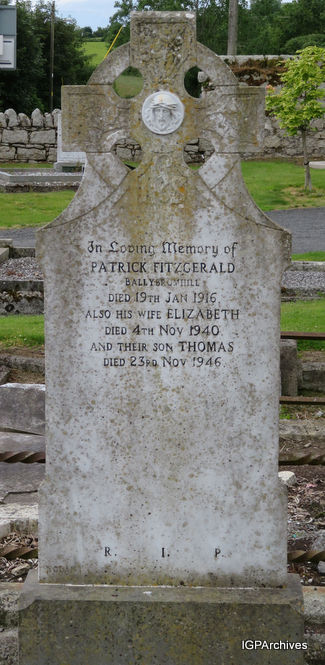 In Loving Memory of
PATRICK FITZGERALD
BALLYBROMHILL
DIED 19TH JAN 1916.
ALSO HIS WIFE ELIZABETH
DIED 4TH NOV 1940.
AND THEIR SON THOMAS
DIED 23RD NOV 1946.
R. I. P.
IGPArchives